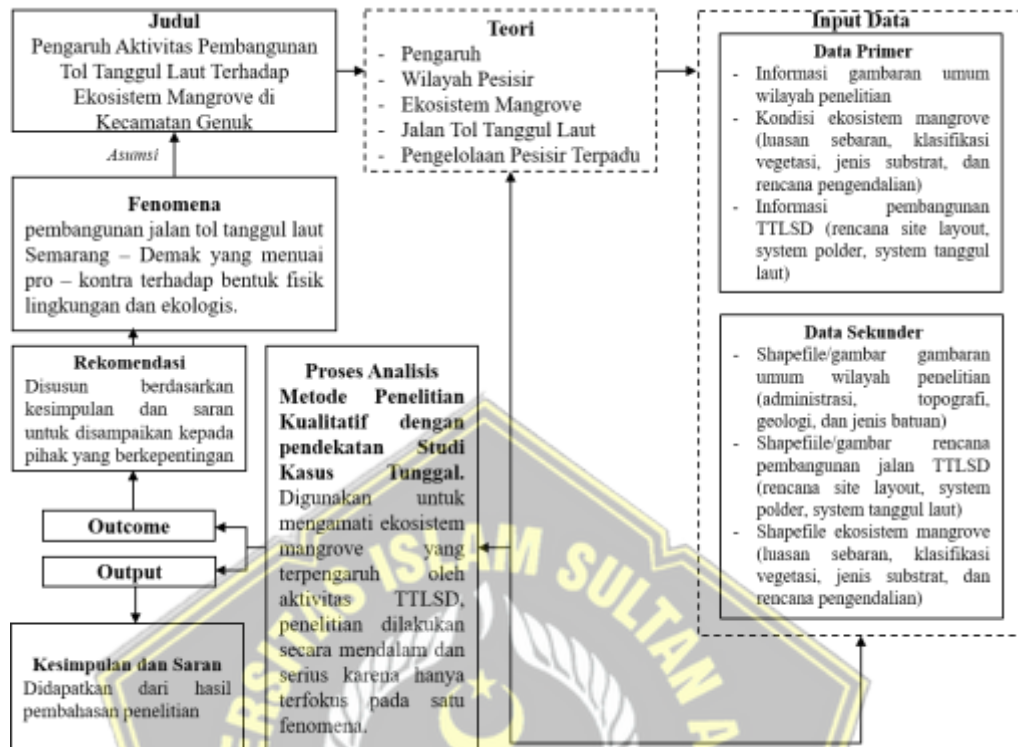 Judul
Pengaruh Aktivitas Pembangunan
Tol Tanggul Laut Terhadap
Ekosistem Mangrove di
Kecamatan Genuk
Asumsi
Fenomena
pembangunan jalan tol tanggul laut
Semarang – Demak yang menuai
pro – kontra terhadap bentuk fisik
lingkungan dan ekologis.
Rekomendasi
Disusun berdasarkan
kesimpulan dan saran
untuk disampaikan kepada
pihak yang berkepentingan
Outcome
Output
Kesimpulan dan Saran
Didapatkan dari hasil
pembahasan penelitian
Teori
- Pengaruh
- Wilayah Pesisir
- Ekosistem Mangrove
- Jalan Tol Tanggul Laut
- Pengelolaan Pesisir Terpadu
Proses Analisis
Metode Penelitian
Kualitatif dengan
pendekatan Studi
Kasus Tunggal.
Digunakan untuk
mengamati ekosistem
mangrove yang
terpengaruh oleh
aktivitas TTLSD,
penelitian dilakukan
secara mendalam dan
serius karena hanya
terfokus pada satu
fenomena.
Input Data
Data Primer
- Informasi gambaran umum
wilayah penelitian
- Kondisi ekosistem mangrove
(luasan sebaran, klasifikasi
vegetasi, jenis substrat, dan
rencana pengendalian)
- Informasi pembangunan
TTLSD (rencana site layout,
system polder, system tanggul
laut)
Data Sekunder
- Shapefile/gambar gambaran
umum wilayah penelitian
(administrasi, topografi,
geologi, dan jenis batuan)
- Shapefiile/gambar rencana
pembangunan jalan TTLSD
(rencana site layout, system
polder, system tanggul laut)
- Shapefile ekosistem mangrove
(luasan sebaran, klasifikasi
vegetasi, jenis substrat, dan
rencana pengendalian)
ERSITAS ISLAM SULTAN A